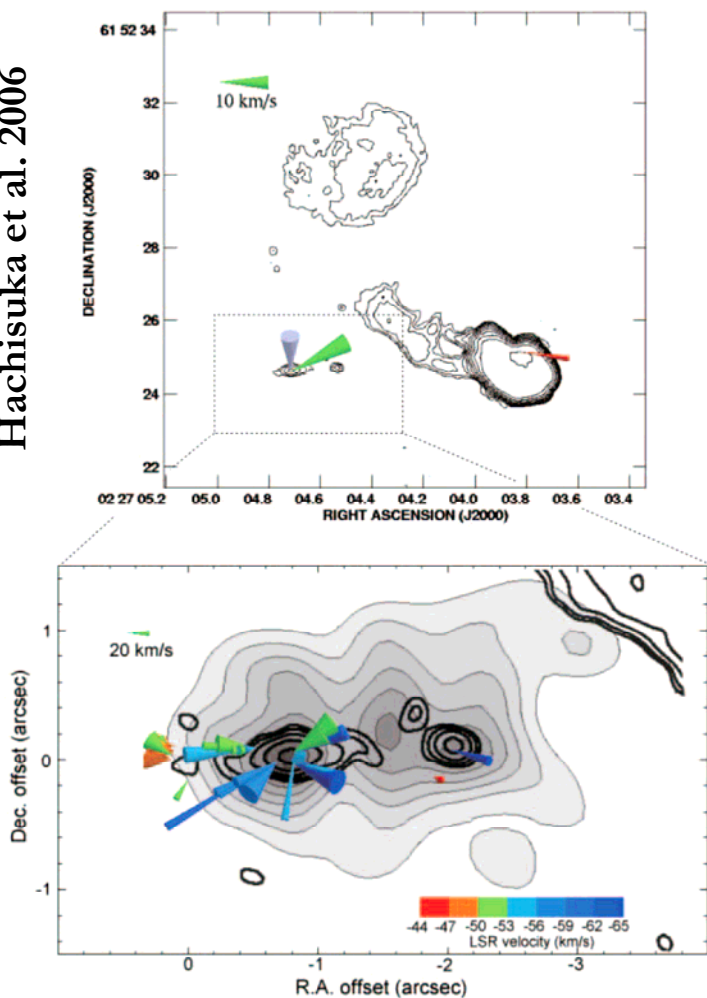 Hachisuka et al. 2006
61 52 34
32
30
28
26
24
22
DECLINATION (J2000)
10 km/s
02 27 05.2 05.0 04.8 04.6 04.4 04.2 04.0 03.8 03.6 03.4
RIGHT ASCENSION (J2000)
1
0
-1
Dec. offset (arcsec)
20 km/s
-44 -47 -50 -53 -56 -59 -62 -65
LSR velocity (km/s)
0 -1 -2 -3
R.A. offset (arcsec)